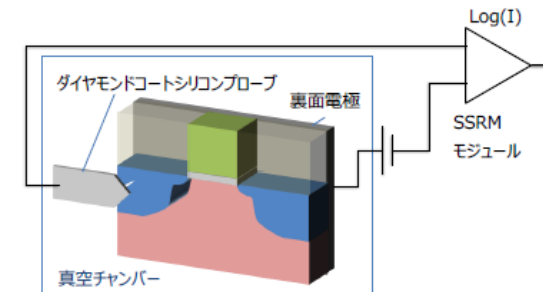 Log(I)
ダイヤモンドコートシリコンプローブ
裏面電極
SSRM
モジュール
真空チャンバー